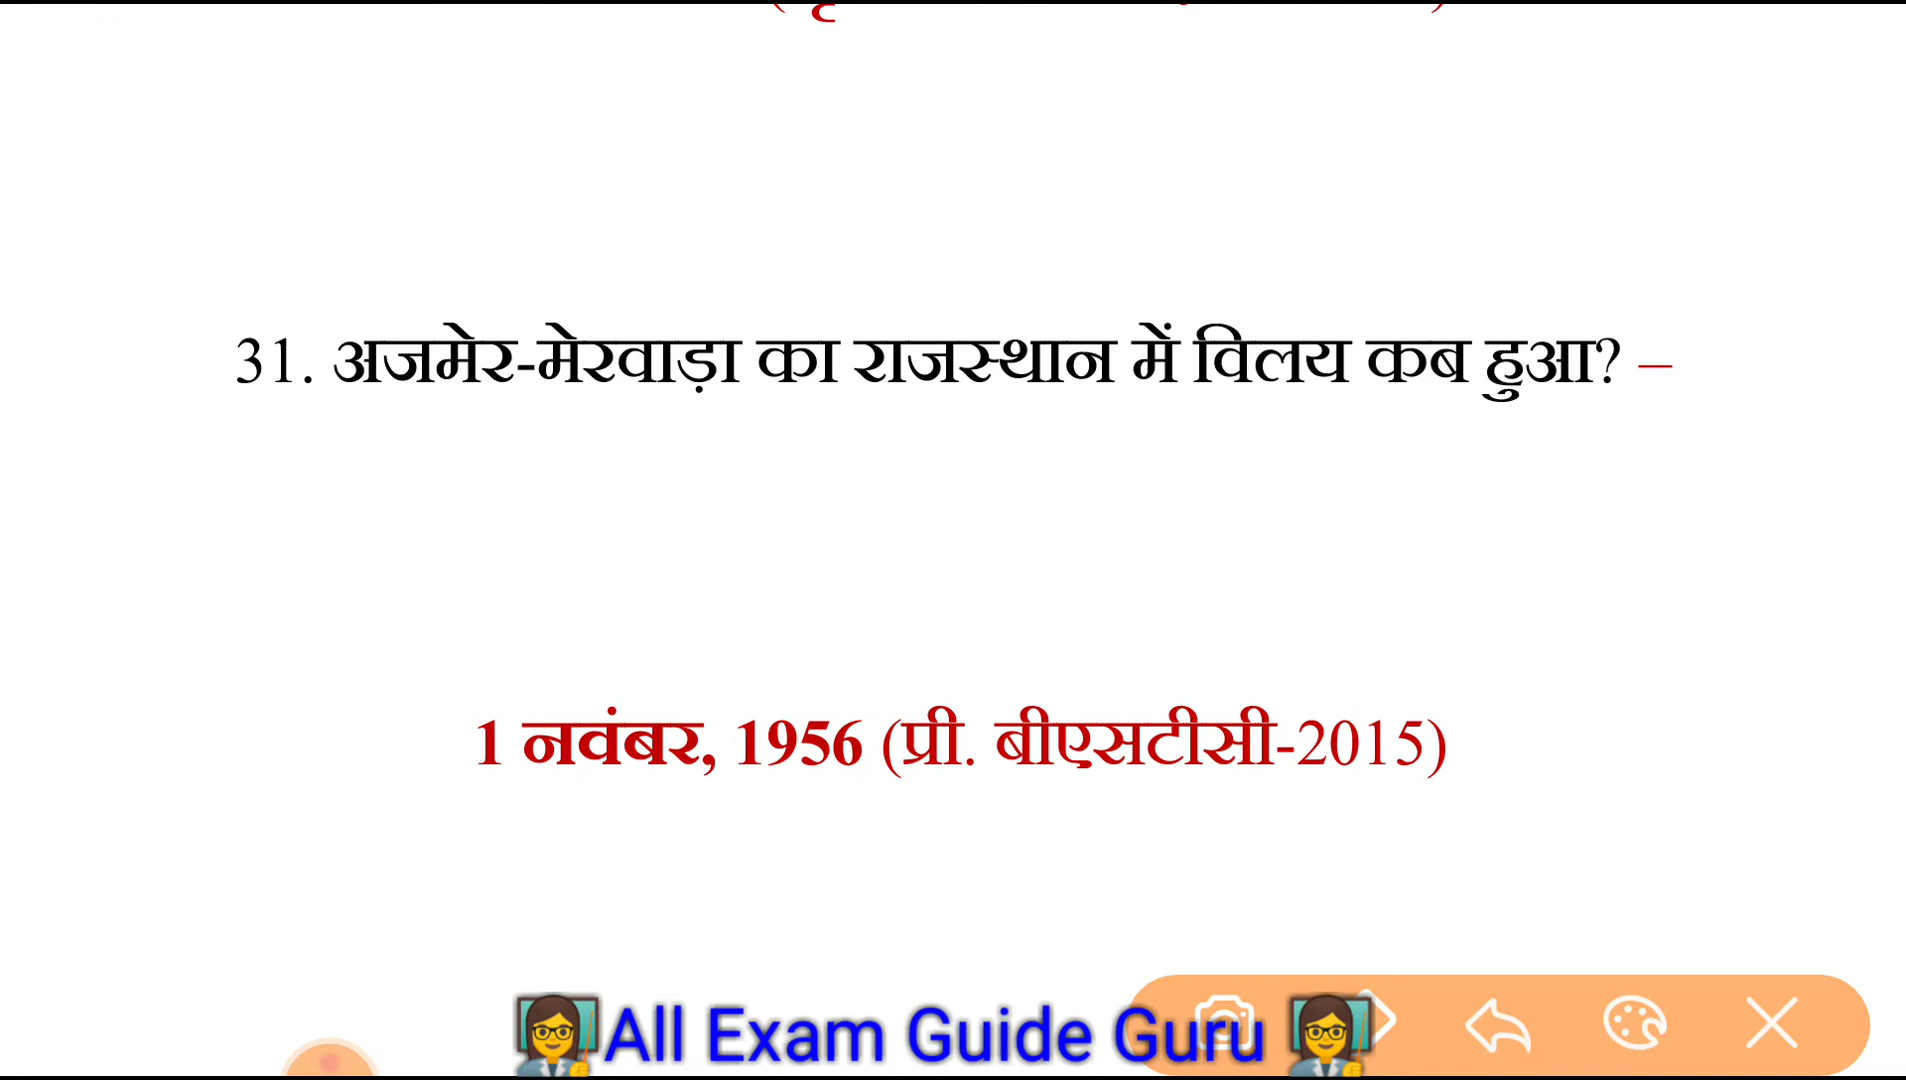 31. अजमेर-मेरवाड़ा का राजस्थान में विलय कब हुआ? –
1 नवंबर, 1956 (प्री. बीएसटीसी-2015)
All Exam Guide Guru